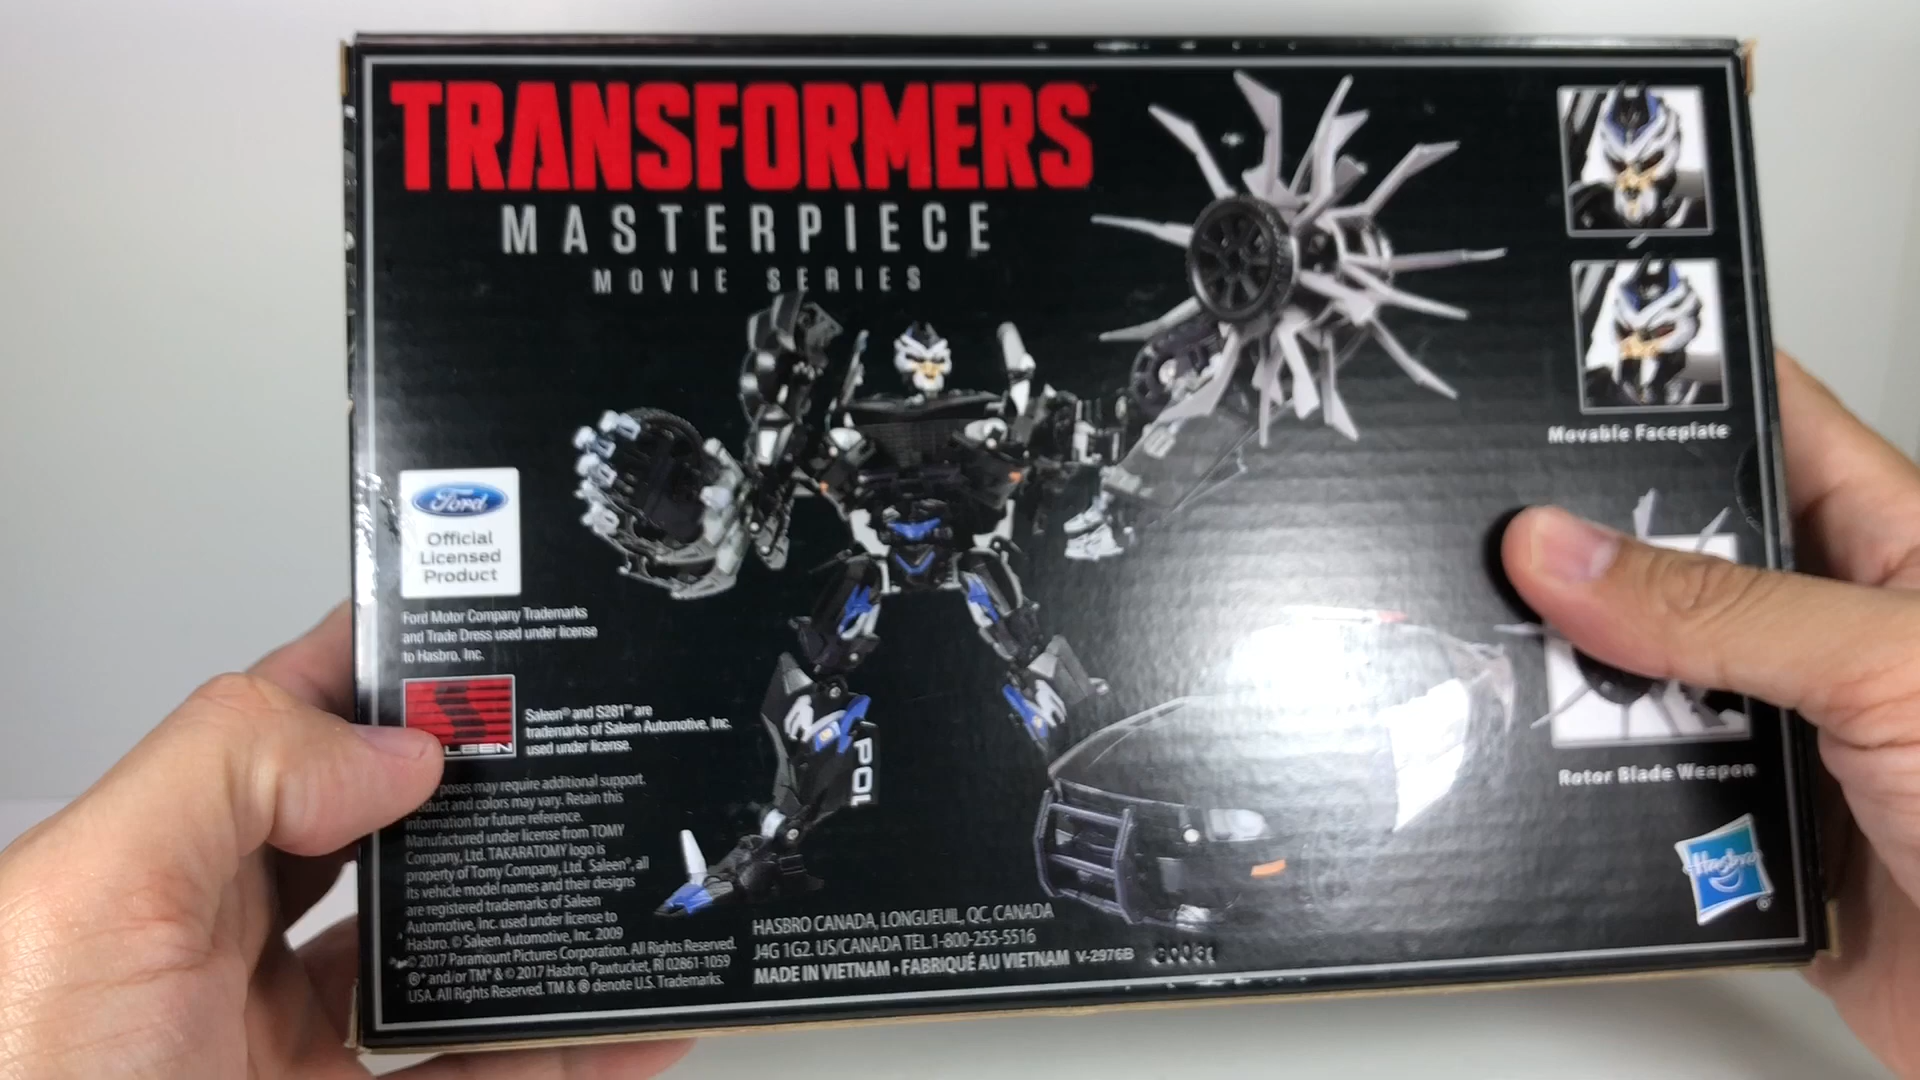 TRANSFORMERS
MASTERPIECE
MOVIE SERIES
Movable Faceplate
Ford
Official
Licensed
Product
Ford Motor Company Trademarks
and Trade Dress used under license
to Hasbro, Inc.
Saleen® and S281™ are
trademarks of Saleen Automotive, Inc.
used under license.
POL
Rotor Blade Weapon
poses may require additional support.
and colors may vary. Retain this
information for future reference.
Manufactured under license from TOMY
Company, Ltd. TAKARATOMY logo is
property of Tomy Company, Ltd. Saleen®, all
its vehicle model names and their designs
are registered trademarks of Saleen
Automotive, Inc. used under license to
Hasbro. © Saleen Automotive, Inc. 2009
© 2017 Paramount Pictures Corporation. All Rights Reserved.
®* and/or TM* & © 2017 Hasbro, Pawtucket, RI 02861-1059
USA. All Rights Reserved. TM & ® denote U.S. Trademarks.
HASBRO CANADA, LONGUEUIL, QC, CANADA
J4G 1G2. US/CANADA TEL.1-800-255-5516
MADE IN VIETNAM • FABRIQUÉ AU VIETNAM V-2976B
Hasbro